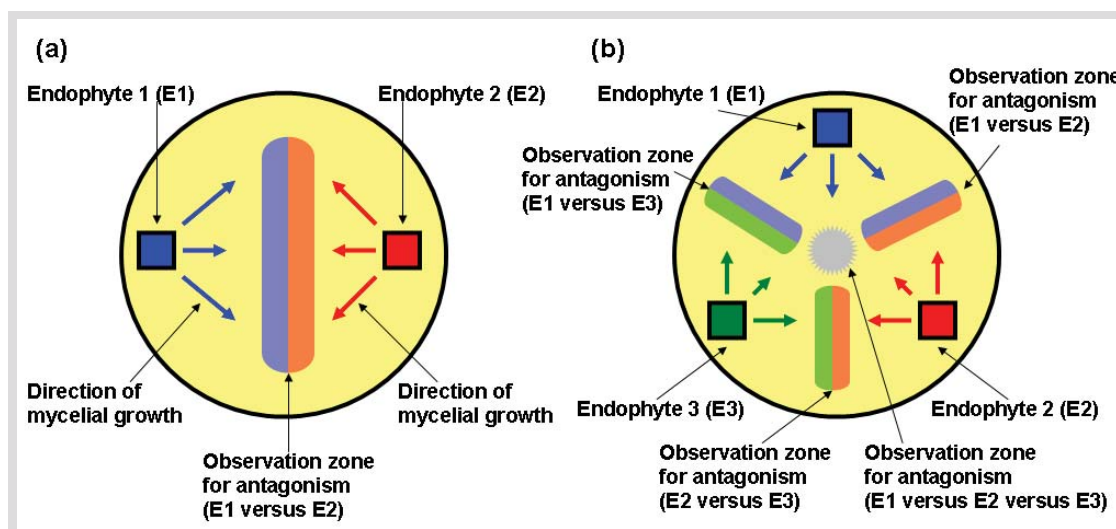 (a)
Endophyte 1 (E1)
Endophyte 2 (E2)
Direction of
mycelial growth
Direction of
mycelial growth
Observation zone
for antagonism
(E1 versus E2)
(b)
Endophyte 1 (E1)
Observation zone
for antagonism
(E1 versus E2)
Observation zone
for antagonism
(E1 versus E3)
Endophyte 3 (E3)
Endophyte 2 (E2)
Observation zone
for antagonism
(E2 versus E3)
Observation zone
for antagonism
(E1 versus E2 versus E3)